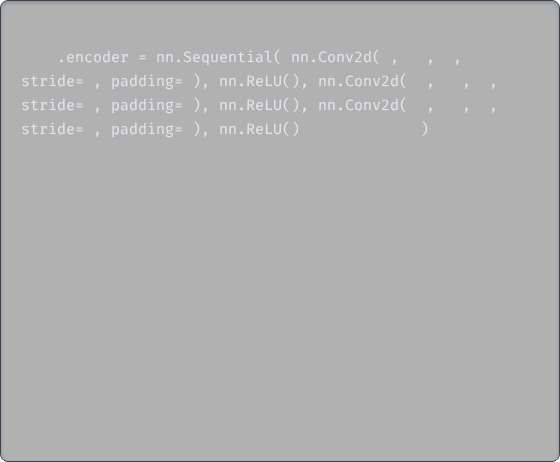 .encoder = nn.Sequential( nn.Conv2d( , , ,
stride= , padding= ), nn.ReLU(), nn.Conv2d( , , ,
stride= , padding= ), nn.ReLU(), nn.Conv2d( , , ,
stride= , padding= ), nn.ReLU() )